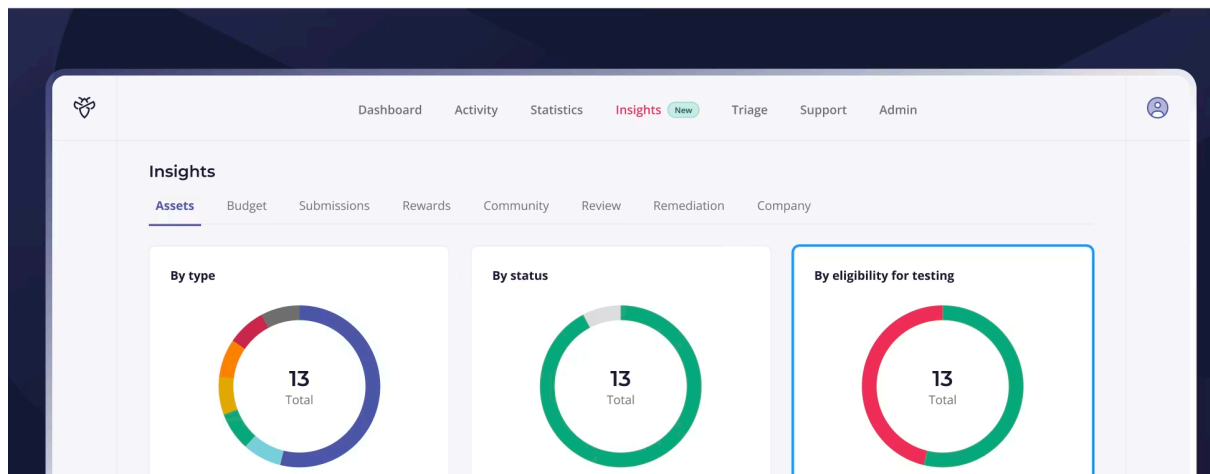 Dashboard Activity Statistics Insights New Triage Support Admin
Insights
Assets Budget Submissions Rewards Community Review Remediation Company
By type By status By eligibility for testing
13 13 13
Total Total Total